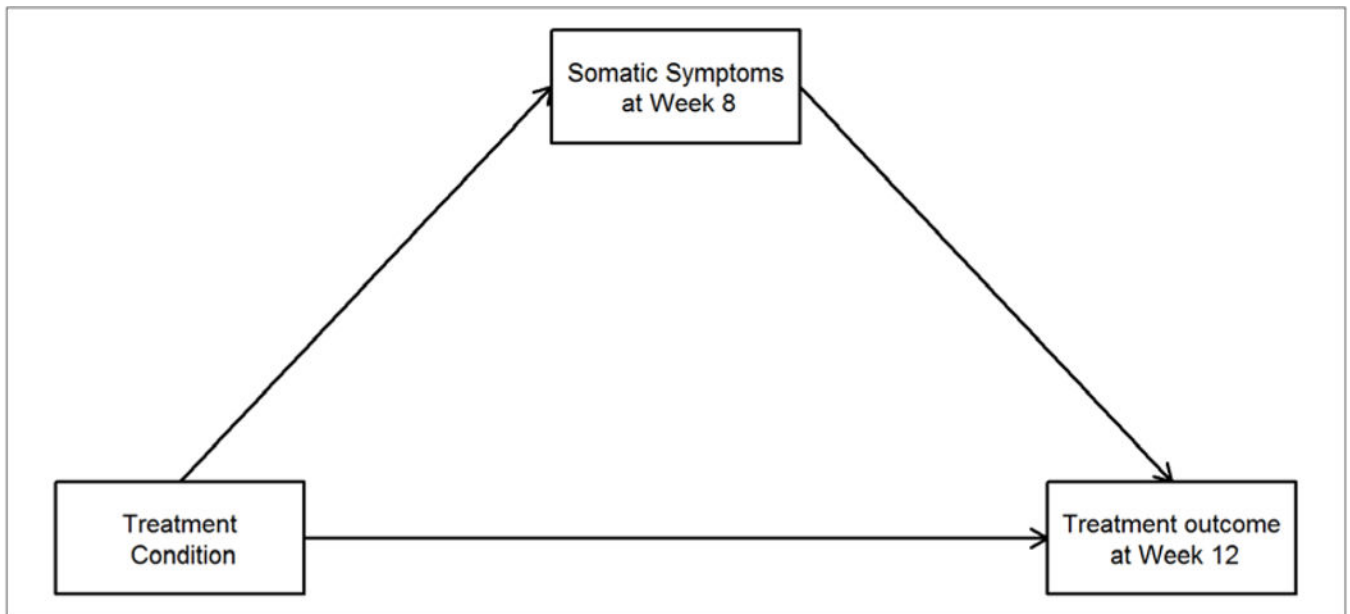 Somatic Symptoms
at Week 8
Treatment
Condition
Treatment outcome
at Week 12